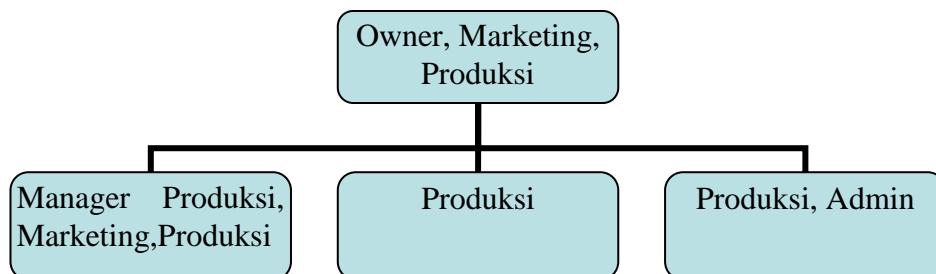 Owner, Marketing,
Produksi
Manager Produksi,
Marketing,Produksi
Produksi
Produksi, Admin